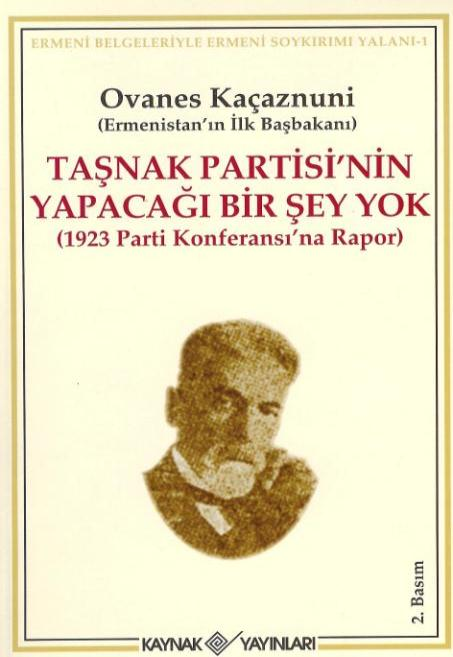 ERMENİ BELGELERİYLE ERMENİ SOYKIRIMI YALANI-1
Ovanes Kaçaznuni
(Ermenistan'ın İlk Başbakanı)
TAŞNAK PARTİSİ'NİN
YAPACAĞI BİR ŞEY YOK
(1923 Parti Konferansı'na Rapor)
2. Basım
KAYNAK YAYINLARI